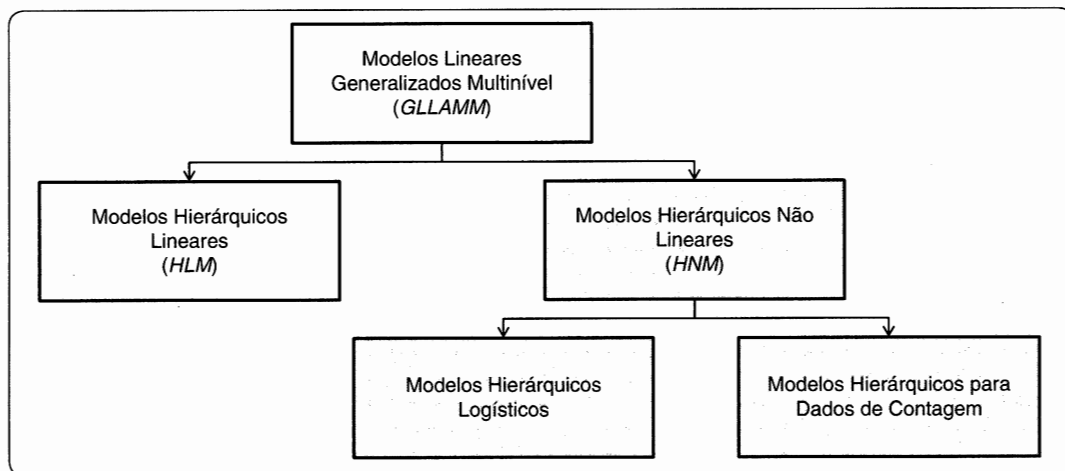 Modelos Lineares
Generalizados Multinível
(GLLAMM)
Modelos Hierárquicos
Lineares
(HLM)
Modelos Hierárquicos Não
Lineares
(HNM)
Modelos Hierárquicos
Logísticos
Modelos Hierárquicos para
Dados de Contagem